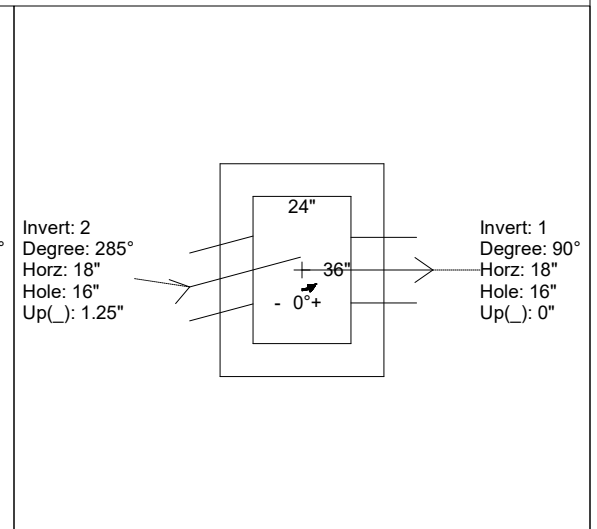 °
Invert: 2
Degree: 285°
Horz: 18"
Hole: 16"
Up(_): 1.25"
24"
36"
- 0°+
Invert: 1
Degree: 90°
Horz: 18"
Hole: 16"
Up(_): 0"